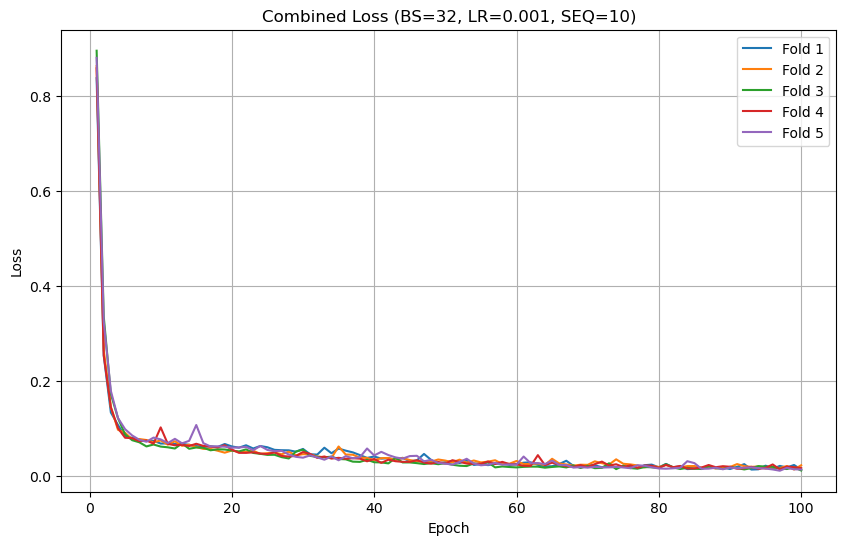 Combined Loss (BS=32, LR=0.001, SEQ=10)
Fold 1
Fold 2
Fold 3
Fold 4
Fold 5
Loss
0.8
0.6
0.4
0.2
0.0
0 20 40 60 80 100
Epoch